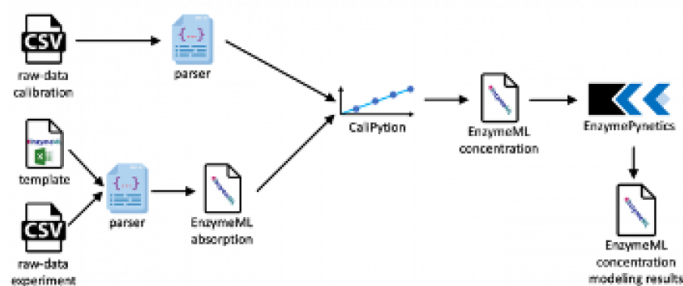 CSV
raw-data
calibration
{...}
parser
CaliPytion
EnzymeML
concentration
EnzymePynetics
template
CSV
raw-data
experiment
{...}
parser
EnzymeML
absorption
EnzymeML
concentration
modeling results